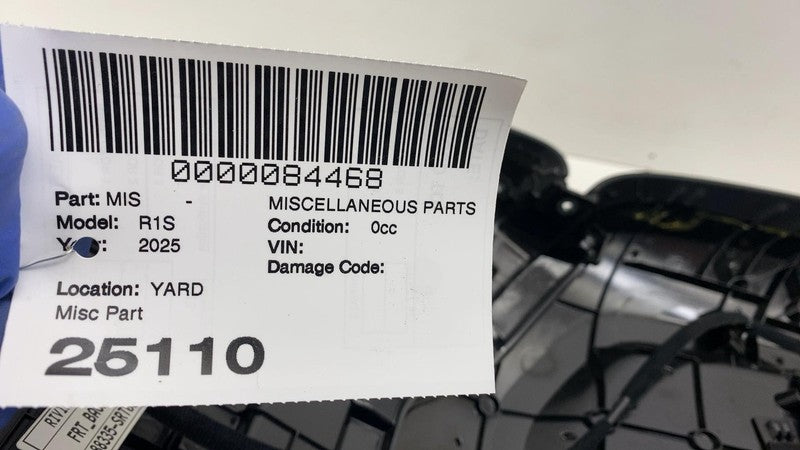 0000084468
Part: MIS -
MISCELLANEOUS PARTS
Model: R1S
Condition: 0cc
2025
VIN:
Damage Code:
Location: YARD
Misc Part
25110